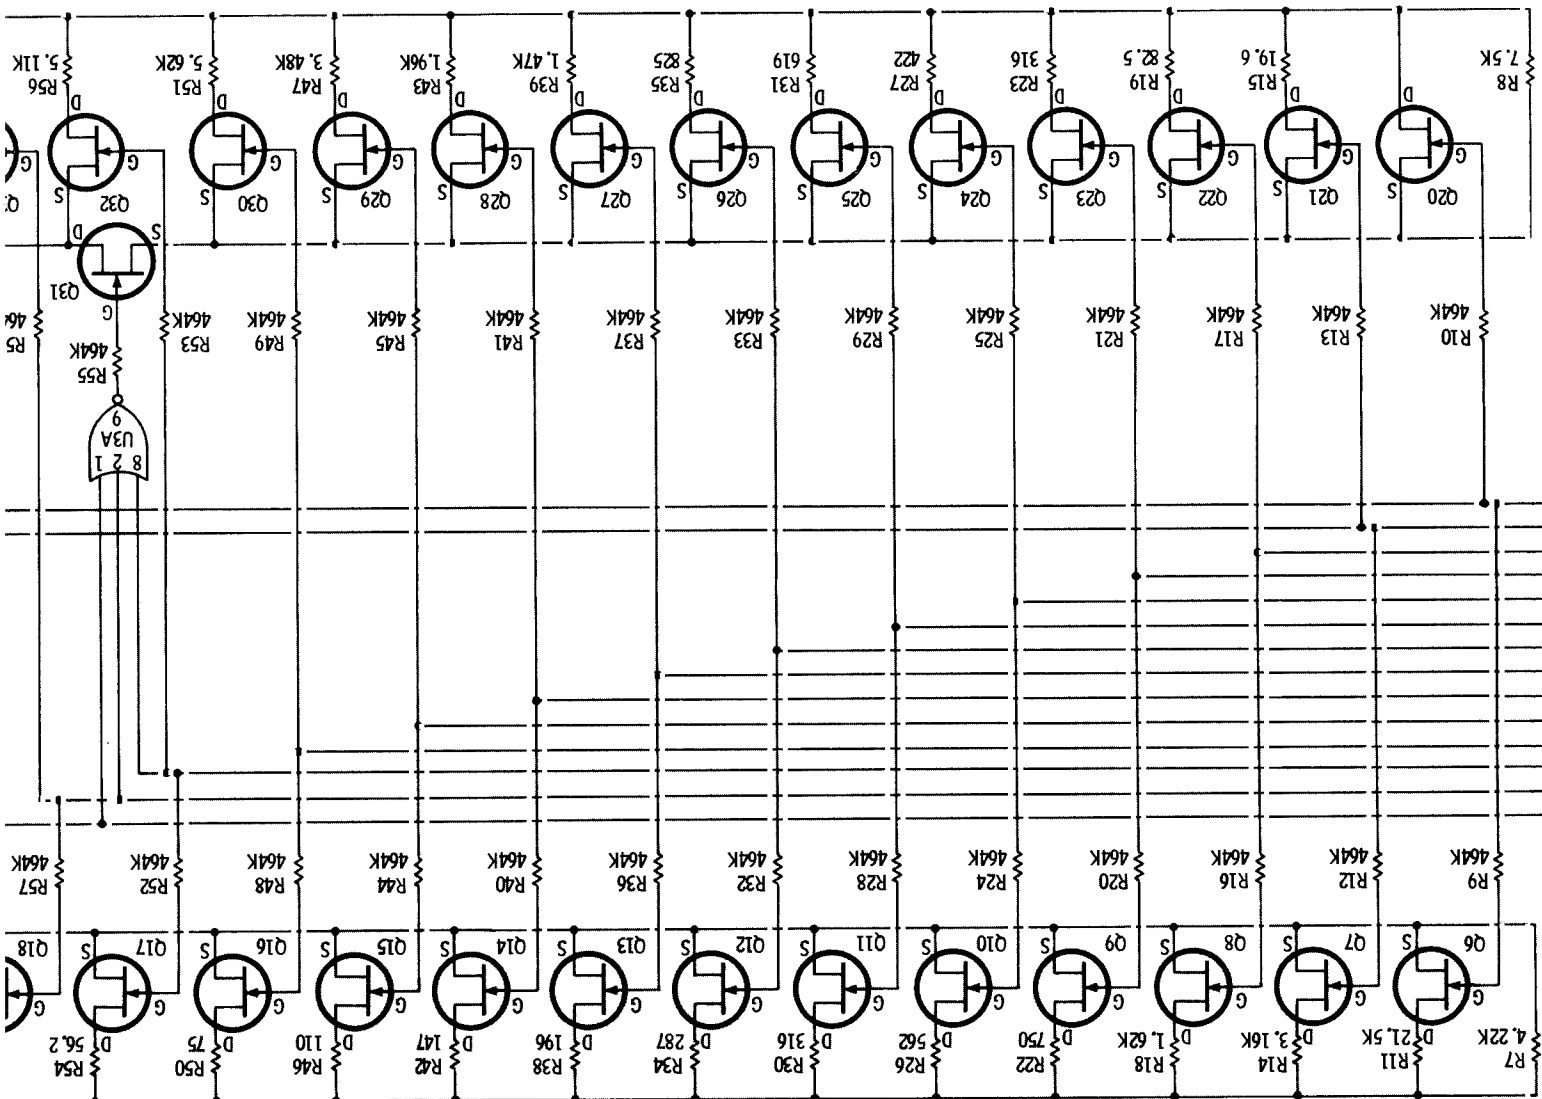 R7 R11 R14 R18 R22 R26 R30 R34 R38 R42 R46 R50 R54
4.22K D 21.5K D 3.16K D 1.62K D 750 D 562 D 316 D 287 D 196 D 147 D 110 D 75 D 56.2
G G G G G G G G G G G G G
Q6 S Q7 S Q8 S Q9 S Q10 S Q11 S Q12 S Q13 S Q14 S Q15 S Q16 S Q17 S Q18
R9 R12 R16 R20 R24 R28 R32 R36 R40 R44 R48 R52 R57
464K 464K 464K 464K 464K 464K 464K 464K 464K 464K 464K 464K 464K
8 2 1
U3A
9
R55
464K
R10 R13 R17 R21 R25 R29 R33 R37 R41 R45 R49 R53 R5
464K 464K 464K 464K 464K 464K 464K 464K 464K 464K 464K 464K 46
G
Q31
S D
Q20 S Q21 S Q22 S Q23 S Q24 S Q25 S Q26 S Q27 S Q28 S Q29 S Q30 S Q32 S
G G G G G G G G G G G G G
D D D D D D D D D D D D
R8 R15 R19 R23 R27 R31 R35 R39 R43 R47 R51 R56
7.5K 19.6 82.5 316 422 619 825 1.47K 1.96K 3.48K 5.62K 5.11K